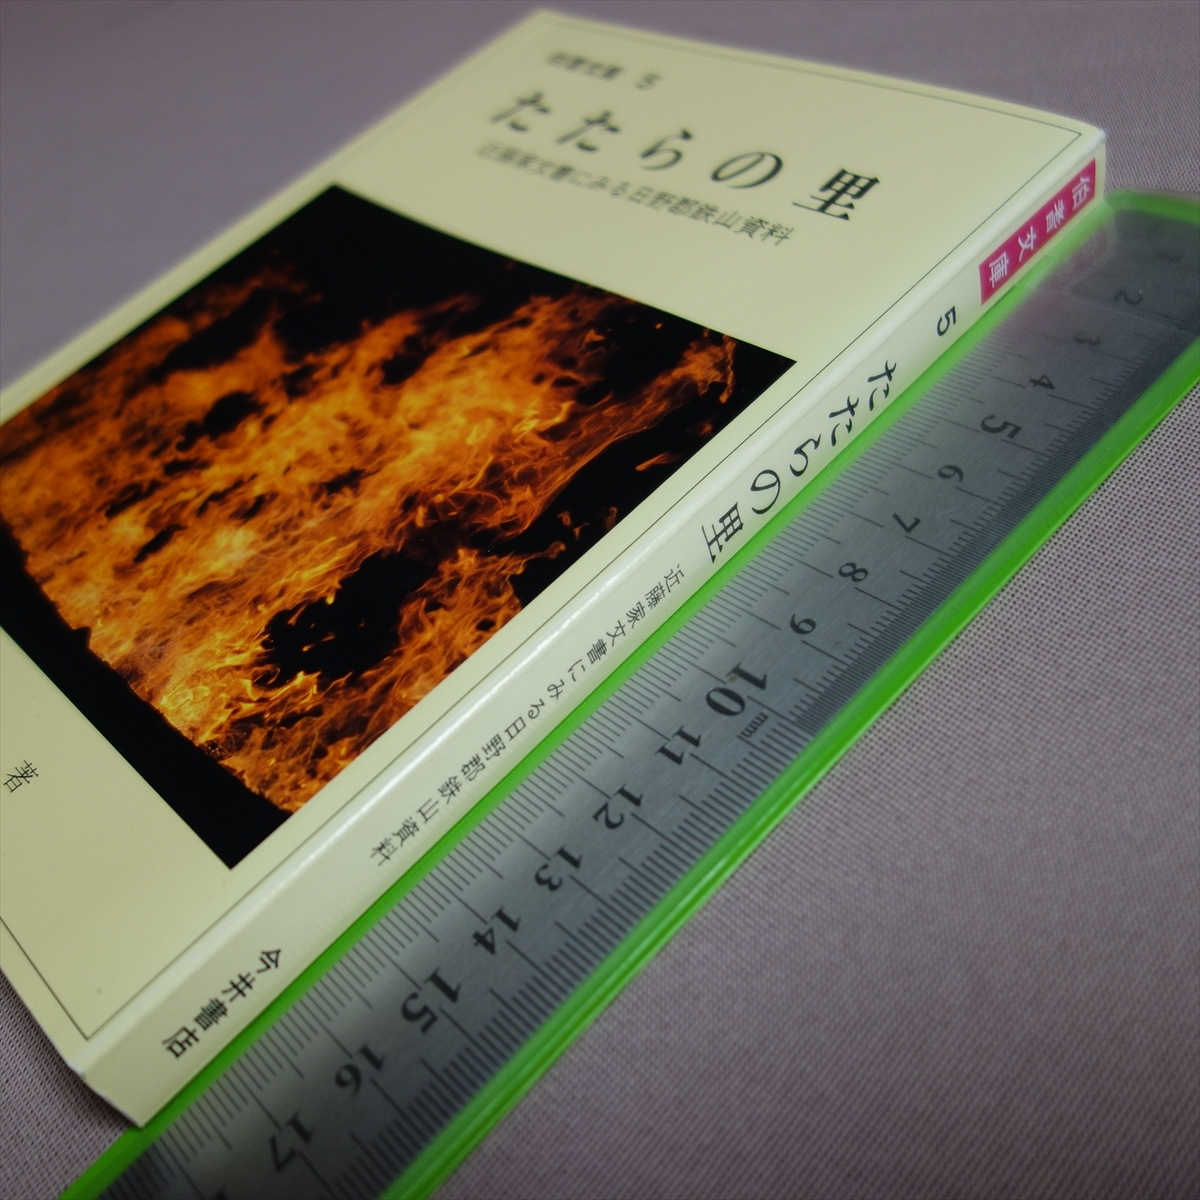 伯耆文庫 5
たたらの里
近藤家文書にみる日野郡鉄山資料
著
伯耆文庫 5 たたらの里 近藤家文書にみる日野郡鉄山資料 今井書店
2 3 4 5 6 7 8 9 10 mm 11 12 13 14 15 16 17